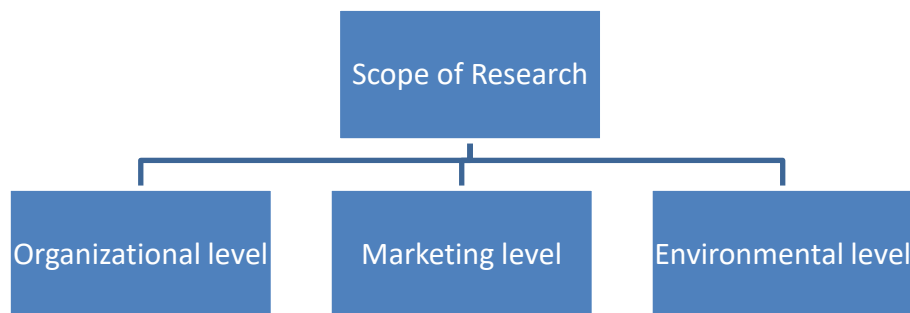 Scope of Research
Organizational level
Marketing level
Environmental level